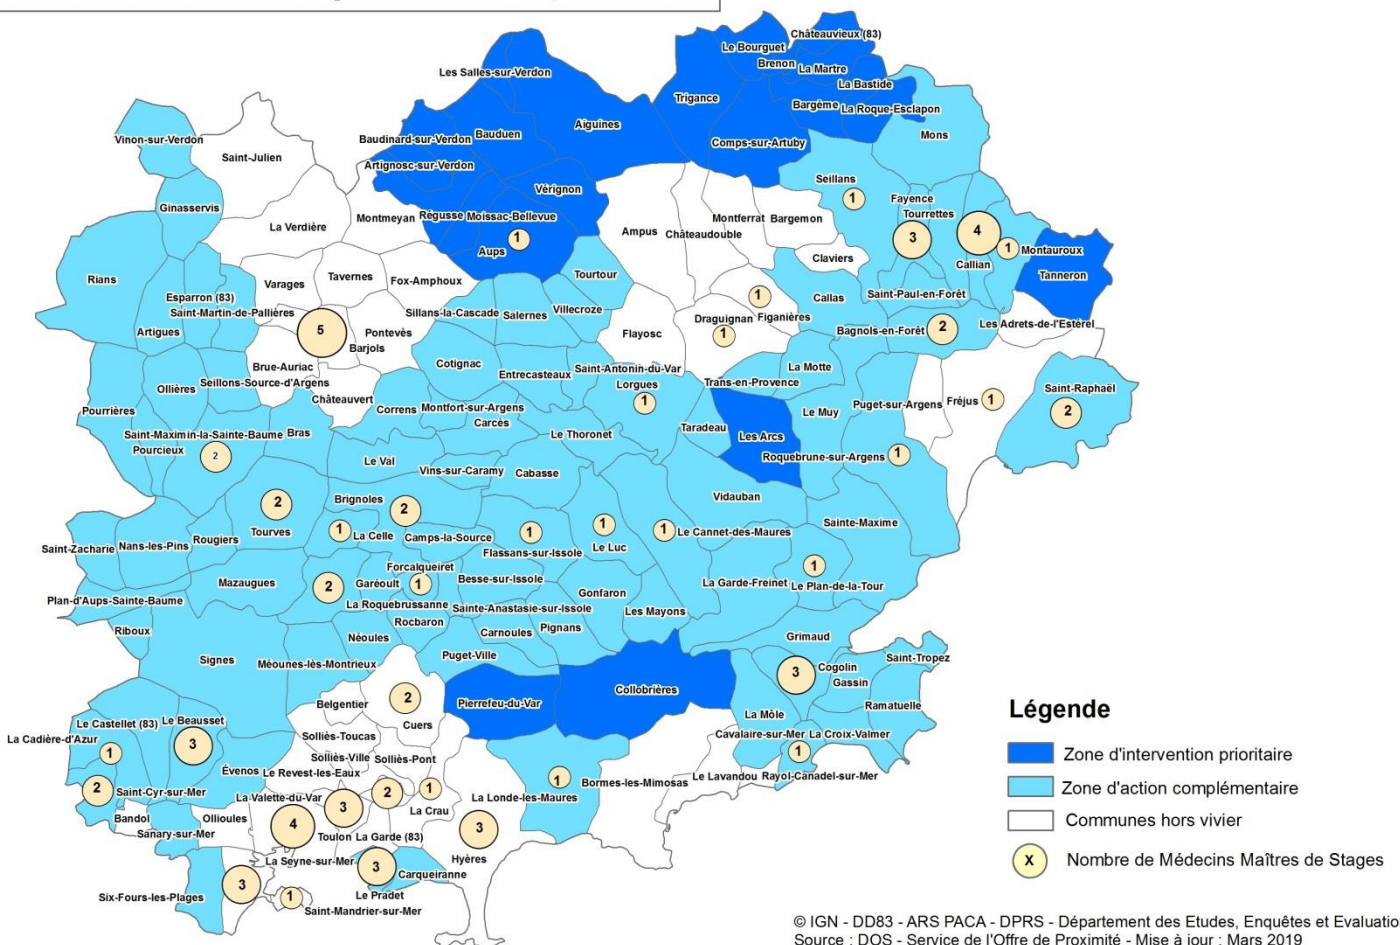 Châteauvieux (83)
Le Bourguet
Brenon
La Martre
Les Salles-sur-Verdon
La Bastide
Trigance
Bargème
La Roque-Esclapon
Aiguines
Bauduen
Mons
Vinon-sur-Verdon
Baudinard-sur-Verdon
Comps-sur-Artuby
Saint-Julien
Artignosc-sur-Verdon
Seillans
Vérignon
1
Fayence
Ginasservis
Tourrettes
Montmeyan
Régusse
Moissac-Bellevue
Montferrat
Bargemon
La Verdière
Ampus
Châteaudouble
4
1
3
1
Montauroux
Aups
Claviers
Callian
Tanneron
Rians
Tavernes
Fox-Amphoux
Tourtour
Varages
Esparron (83)
Saint-Paul-en-Forêt
1
Callas
Saint-Martin-de-Pallières
Sillans-la-Cascade
Salernes
Villecroze
Draguignan
Figanières
Les Adrets-de-l'Estérel
Artigues
5
Pontevès
Flayosc
1
Bagnols-en-Forêt
2
Barjols
Brue-Auriac
Cotignac
Saint-Antonin-du-Var
La Motte
Ollières
Seillons-Source-d'Argens
Entrecasteaux
Lorgues
Trans-en-Provence
Saint-Raphaël
Châteauvert
1
Puget-sur-Argens
Fréjus
1
Pourrières
Correns
Montfort-sur-Argens
Le Muy
2
Carcès
Taradeau
Saint-Maximin-la-Sainte-Baume
Bras
Le Thoronet
Les Arcs
Pourcieux
2
Le Val
Roquebrune-sur-Argens
1
Vins-sur-Caramy
Cabasse
Brignoles
Vidauban
2
2
Tourves
1
La Celle
Camps-la-Source
1
1
1
Le Cannet-des-Maures
Sainte-Maxime
Saint-Zacharie
Nans-les-Pins
Rougiers
Flassans-sur-Issole
Le Luc
Forcalqueiret
1
Mazaugues
2
Garéoult
1
Besse-sur-Issole
Gonfaron
La Garde-Freinet
Le Plan-de-la-Tour
Plan-d'Aups-Sainte-Baume
La Roquebrussanne
Sainte-Anastasie-sur-Issole
Les Mayons
Riboux
Rocbaron
Néoules
Carnoules
Pignans
Grimaud
Signes
Méounes-lès-Montrieux
Puget-Ville
Saint-Tropez
3
Cogolin
Gassin
Belgentier
2
Pierrefeu-du-Var
Collobrières
Ramatuelle
Cuers
La Môle
Le Castellet (83)
Le Beausset
Solliès-Toucas
Cavalaire-sur-Mer
La Croix-Valmer
La Cadière-d'Azur
1
3
Solliès-Ville
Solliès-Pont
1
Évenos
Le Revest-les-Eaux
1
Bormes-les-Mimosas
Le Lavandou
Rayol-Canadel-sur-Mer
2
Saint-Cyr-sur-Mer
La Valette-du-Var
3
2
1
La Londe-les-Maures
Bandol
Ollioules
4
La Crau
Sanary-sur-Mer
Toulon
La Garde (83)
3
La Seyne-sur-Mer
3
Hyères
Carqueiranne
Six-Fours-les-Plages
3
1
Le Pradet
Saint-Mandrier-sur-Mer
Légende
Zone d'intervention prioritaire
Zone d'action complémentaire
Communes hors vivier
X
Nombre de Médecins Maîtres de Stages
© IGN - DD83 - ARS PACA - DPRS - Département des Etudes, Enquêtes et Evaluatio
Source : DOS - Service de l'Offre de Proximité - Mise à jour : Mars 2019